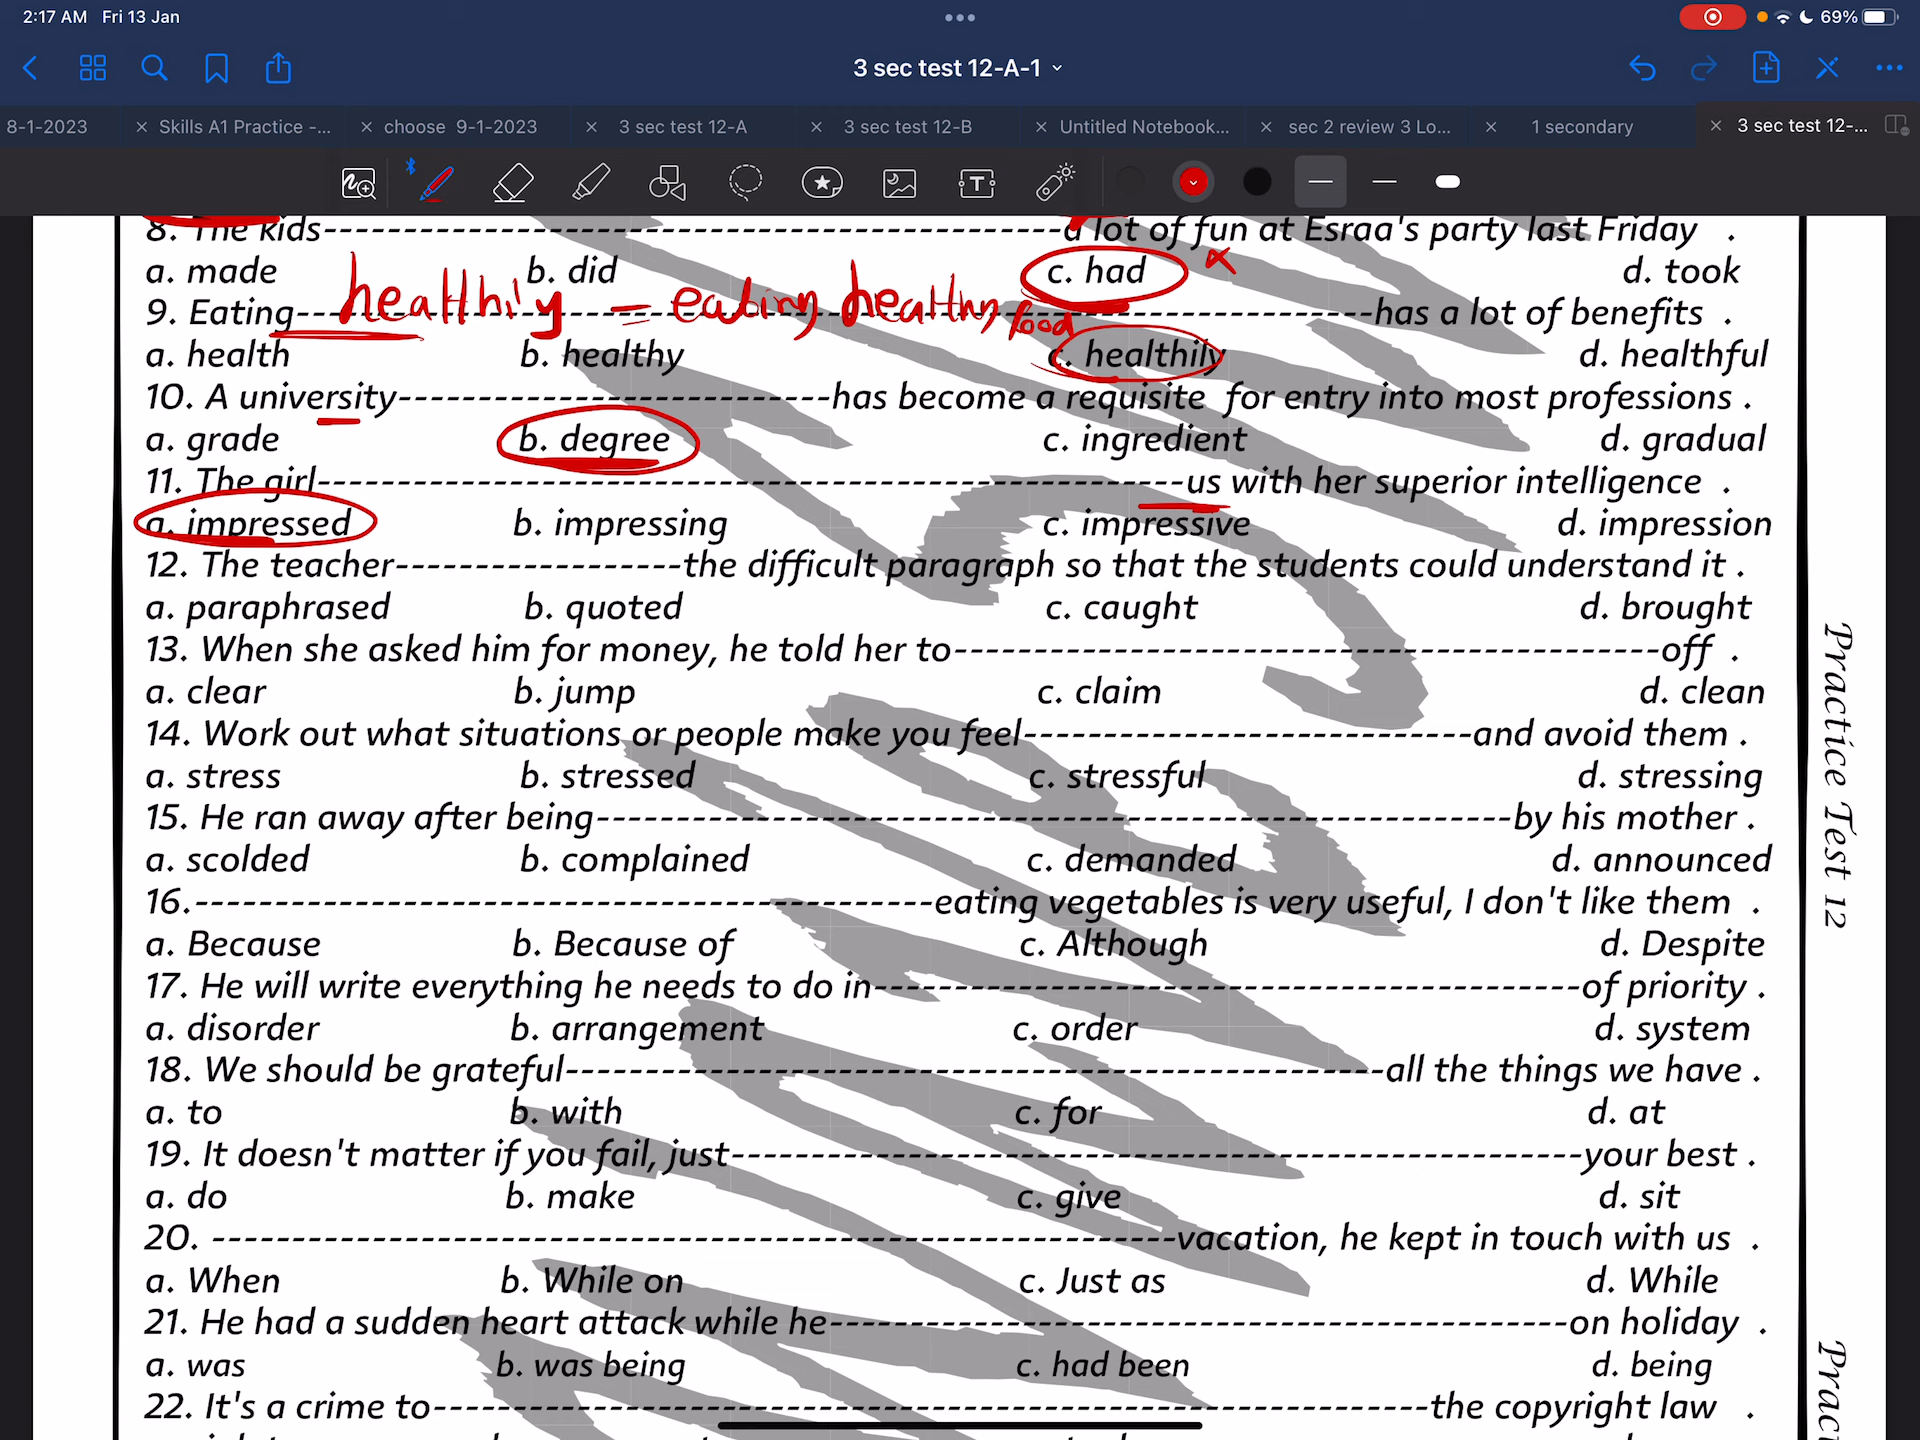 2:17 AM Fri 13 Jan
69%
3 sec test 12-A-1
8-1-2023
Skills A1 Practice -...
choose 9-1-2023
3 sec test 12-A
3 sec test 12-B
Untitled Notebook...
sec 2 review 3 Lo...
1 secondary
3 sec test 12-...
8. The kids-----a lot of fun at Esraa's party last Friday .
a. made b. did c. had d. took
healthily = eating healthy food
9. Eating-----has a lot of benefits .
a. health b. healthy c. healthily d. healthful
10. A university-----has become a requisite for entry into most professions .
a. grade b. degree c. ingredient d. gradual
11. The girl-----us with her superior intelligence .
a. impressed b. impressing c. impressive d. impression
12. The teacher-----the difficult paragraph so that the students could understand it .
a. paraphrased b. quoted c. caught d. brought
13. When she asked him for money, he told her to-----off .
a. clear b. jump c. claim d. clean
14. Work out what situations or people make you feel-----and avoid them .
a. stress b. stressed c. stressful d. stressing
15. He ran away after being-----by his mother .
a. scolded b. complained c. demanded d. announced
16.-----eating vegetables is very useful, I don't like them .
a. Because b. Because of c. Although d. Despite
17. He will write everything he needs to do in-----of priority .
a. disorder b. arrangement c. order d. system
18. We should be grateful-----all the things we have .
a. to b. with c. for d. at
19. It doesn't matter if you fail, just-----your best .
a. do b. make c. give d. sit
20. -----vacation, he kept in touch with us .
a. When b. While on c. Just as d. While
21. He had a sudden heart attack while he-----on holiday .
a. was b. was being c. had been d. being
22. It's a crime to-----the copyright law .
Practice Test 12